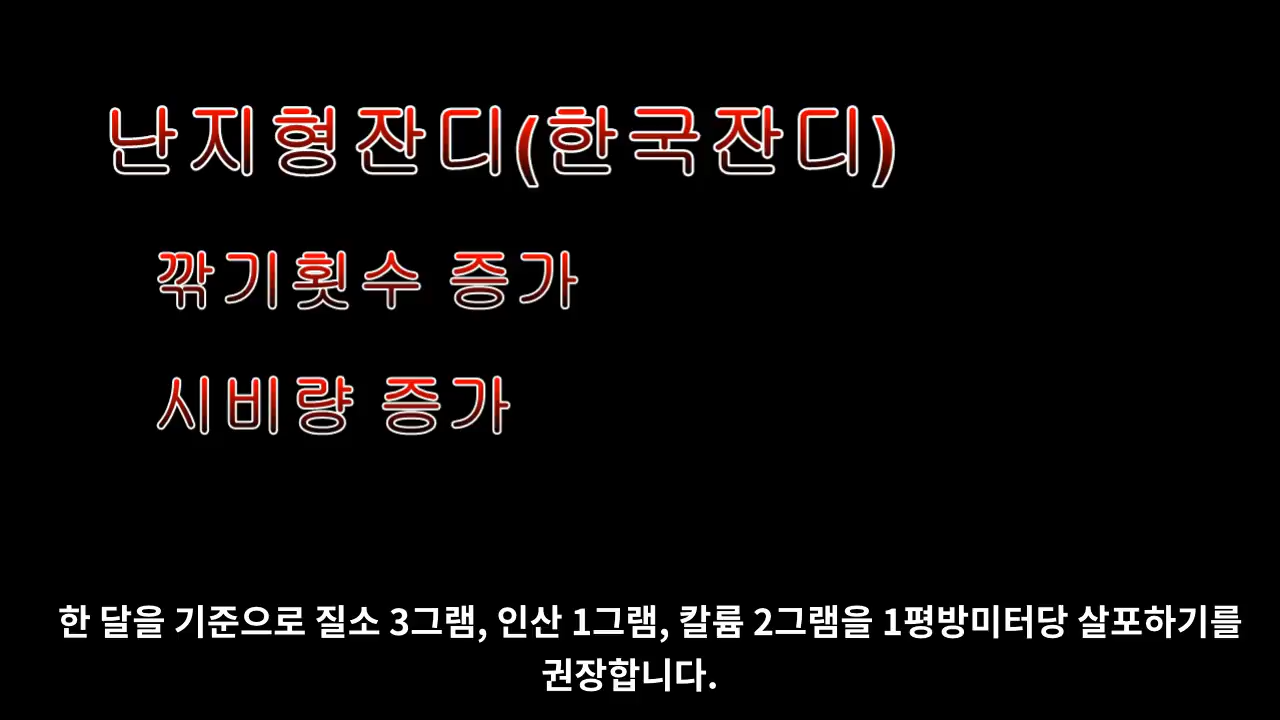 난지형잔디(한국잔디)
깎기횟수 증가
시비량 증가
한 달을 기준으로 질소 3그램, 인산 1그램, 칼륨 2그램을 1평방미터당 살포하기를
권장합니다.